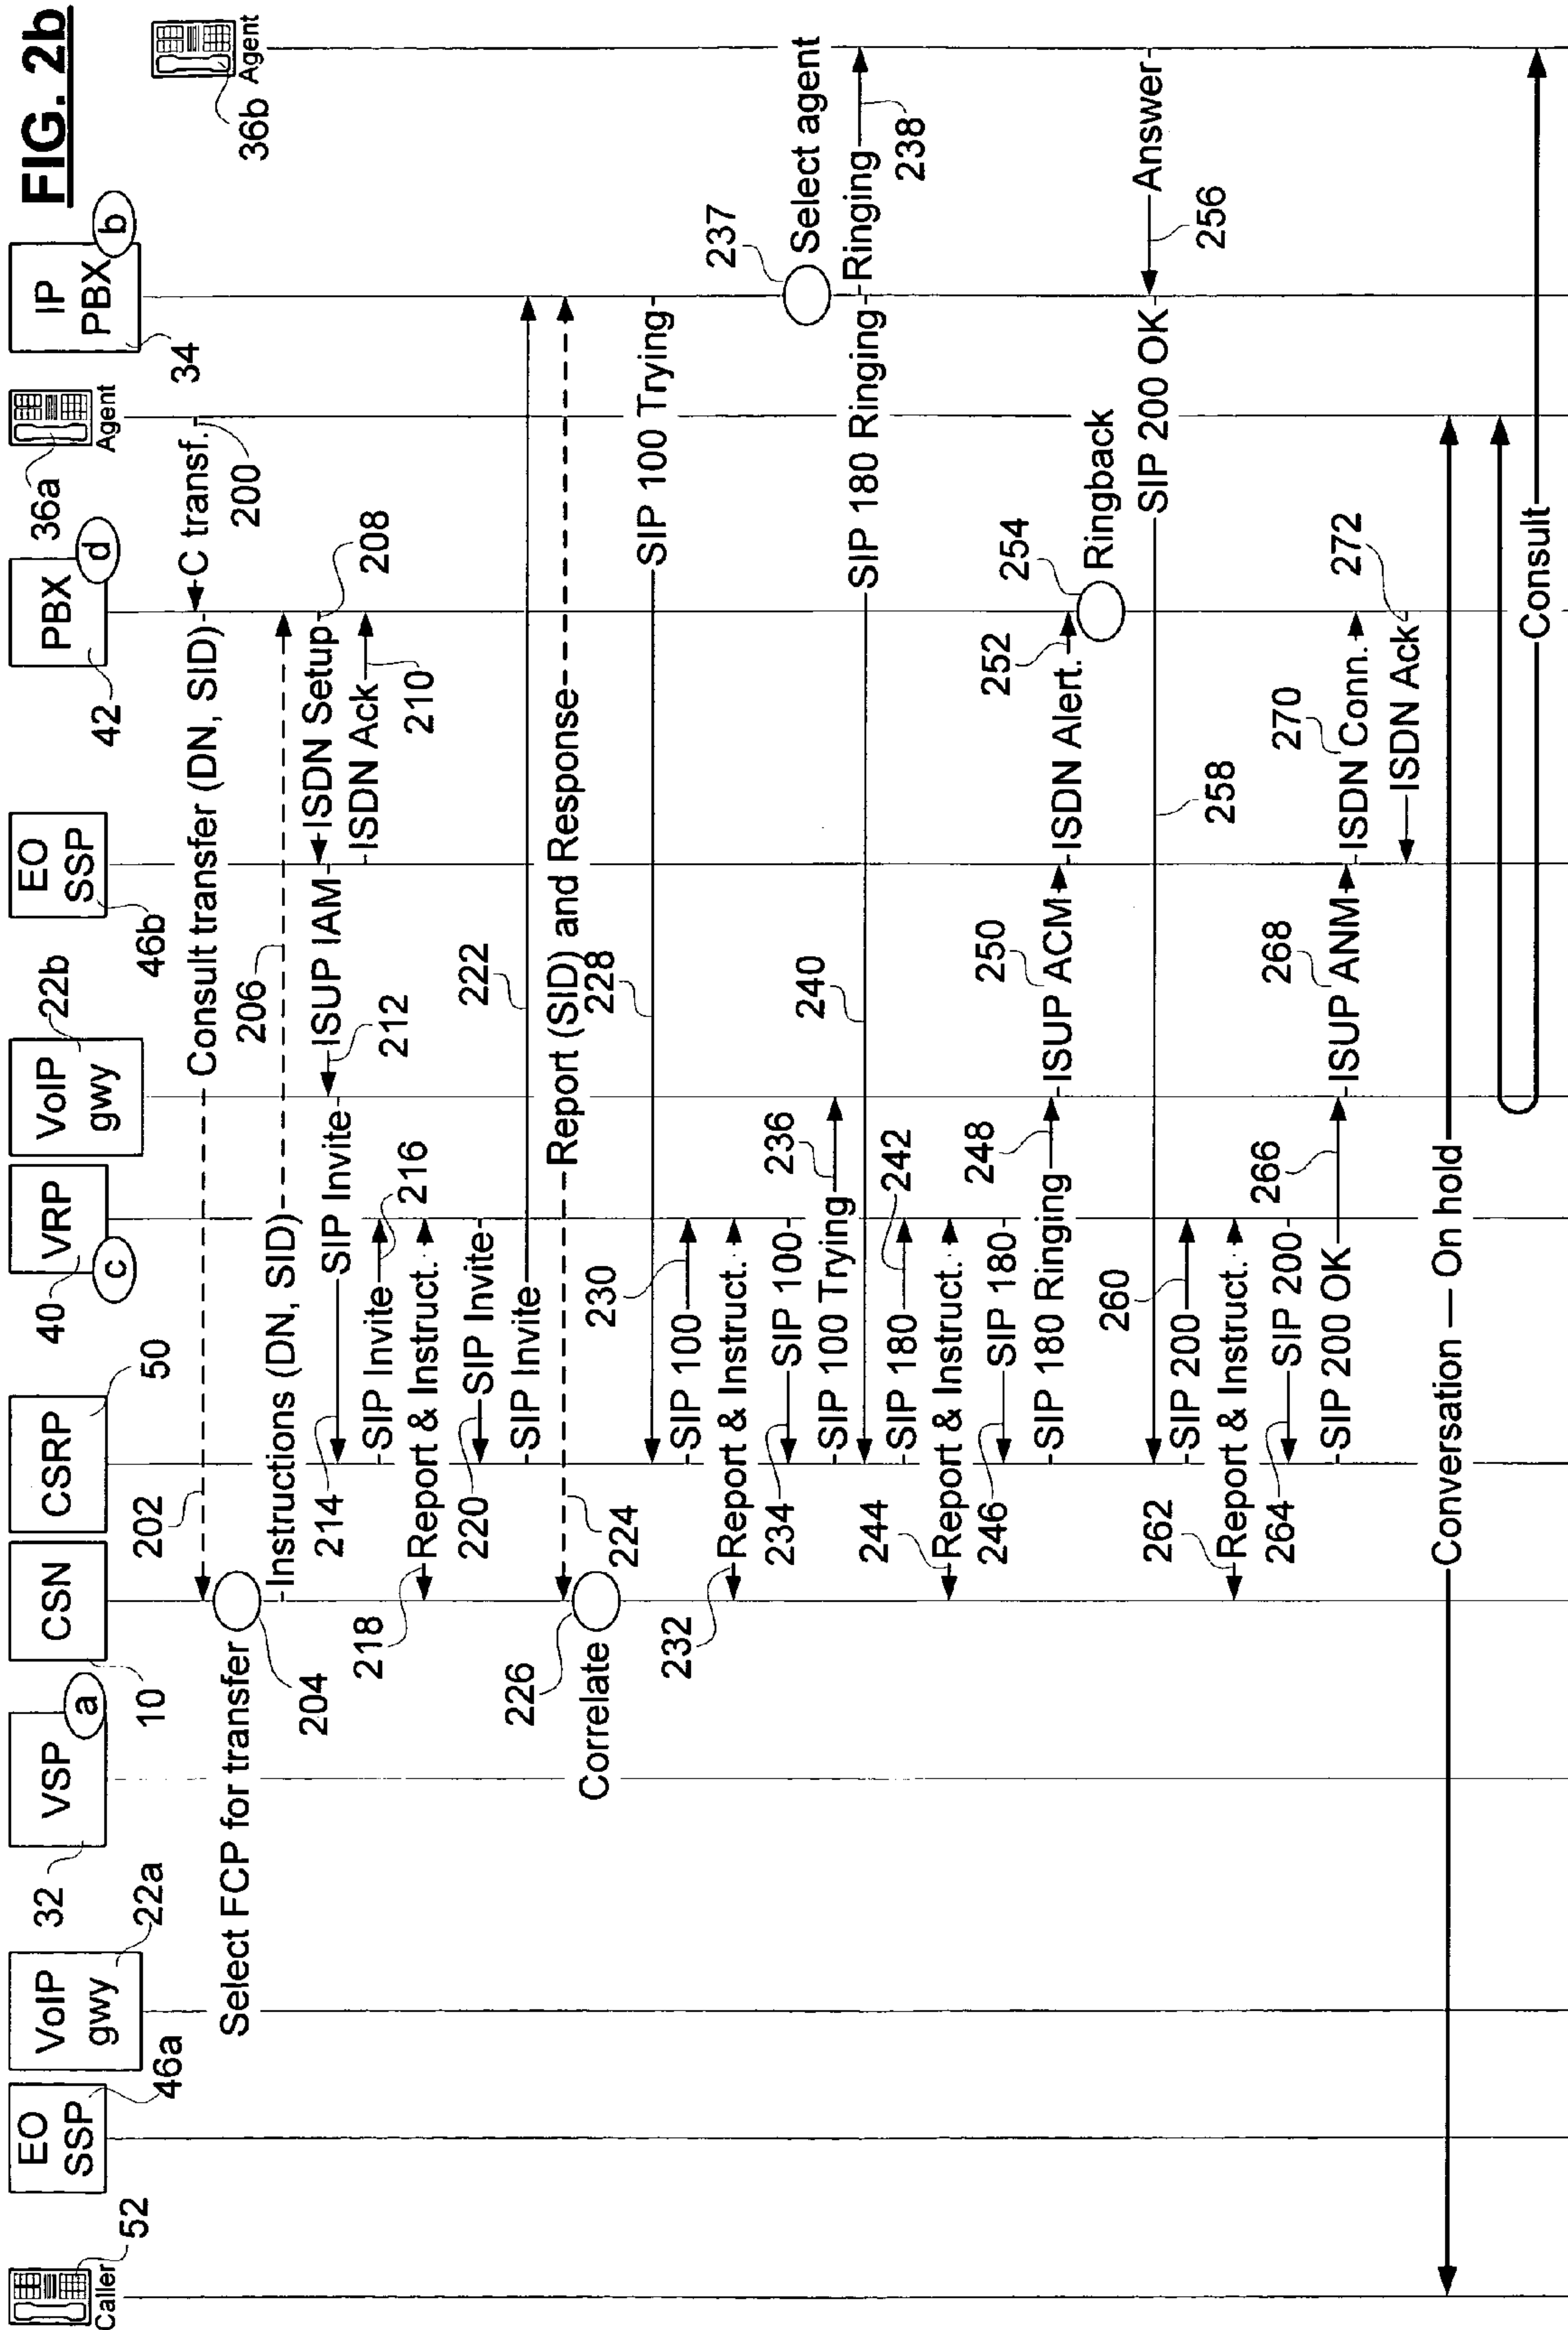 FIG. 2b
Caller
52
EO
SSP
46a
VoIP
gwy
22a
VSP
a
32
CSN
10
CSRP
50
VRP
c
40
VoIP
gwy
22b
EO
SSP
46b
PBX
d
42
Agent
36a
IP
PBX
b
34
Agent
36b
C transf.
200
Consult transfer (DN, SID)
202
Select FCP for transfer
204
Instructions (DN, SID)
206
ISDN Setup
208
ISUP IAM
212
SIP Invite
214
ISDN Ack
210
SIP Invite
216
Report & Instruct.
218
SIP Invite
220
SIP Invite
222
Report (SID) and Response
224
Correlate
226
SIP 100 Trying
228
SIP 100
230
Report & Instruct.
232
SIP 100
234
SIP 100 Trying
236
Select agent
237
Ringing
238
SIP 180 Ringing
240
SIP 180
242
Report & Instruct.
244
SIP 180
246
SIP 180 Ringing
248
ISUP ACM
250
ISDN Alert.
252
Ringback
254
Answer
256
SIP 200 OK
258
SIP 200
260
Report & Instruct.
262
SIP 200
264
SIP 200 OK
266
ISUP ANM
268
ISDN Conn.
270
ISDN Ack
272
Conversation — On hold
Consult